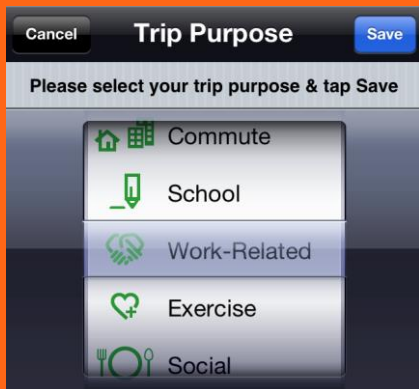 Cancel Trip Purpose Save
Please select your trip purpose & tap Save
Commute
School
Work-Related
Exercise
Social